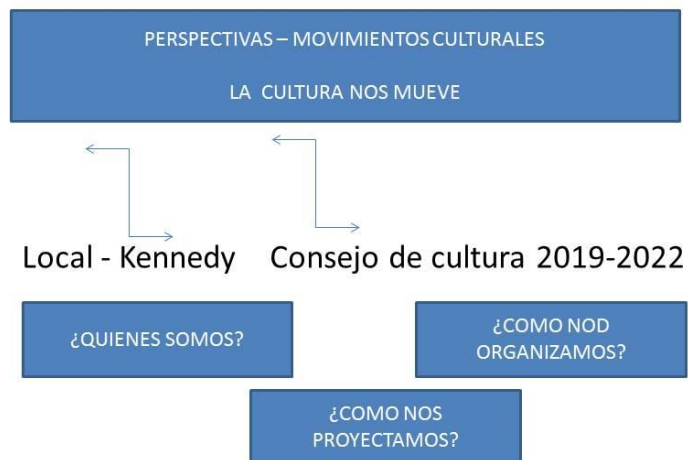 PERSPECTIVAS – MOVIMIENTOS CULTURALES
LA CULTURA NOS MUEVE
Local - Kennedy
Consejo de cultura 2019-2022
¿QUIENES SOMOS?
¿COMO NOD
ORGANIZAMOS?
¿COMO NOS
PROYECTAMOS?